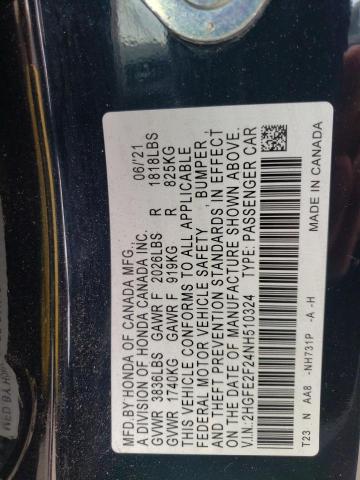 MFD.BY HONDA OF CANADA MFG., 06/'21
A DIVISION OF HONDA CANADA INC.
GVWR 3836LBS GAWR F 2026LBS R 1818LBS
GVWR 1740KG GAWR F 919KG R 825KG
THIS VEHICLE CONFORMS TO ALL APPLICABLE
FEDERAL MOTOR VEHICLE SAFETY , BUMPER ,
AND THEFT PREVENTION STANDARDS IN EFFECT
ON THE DATE OF MANUFACTURE SHOWN ABOVE.
V.I.N.:2HGFE2F24NH510324 TYPE:PASSENGER CAR
T23 N AA8 -NH731P -A -H MADE IN CANADA